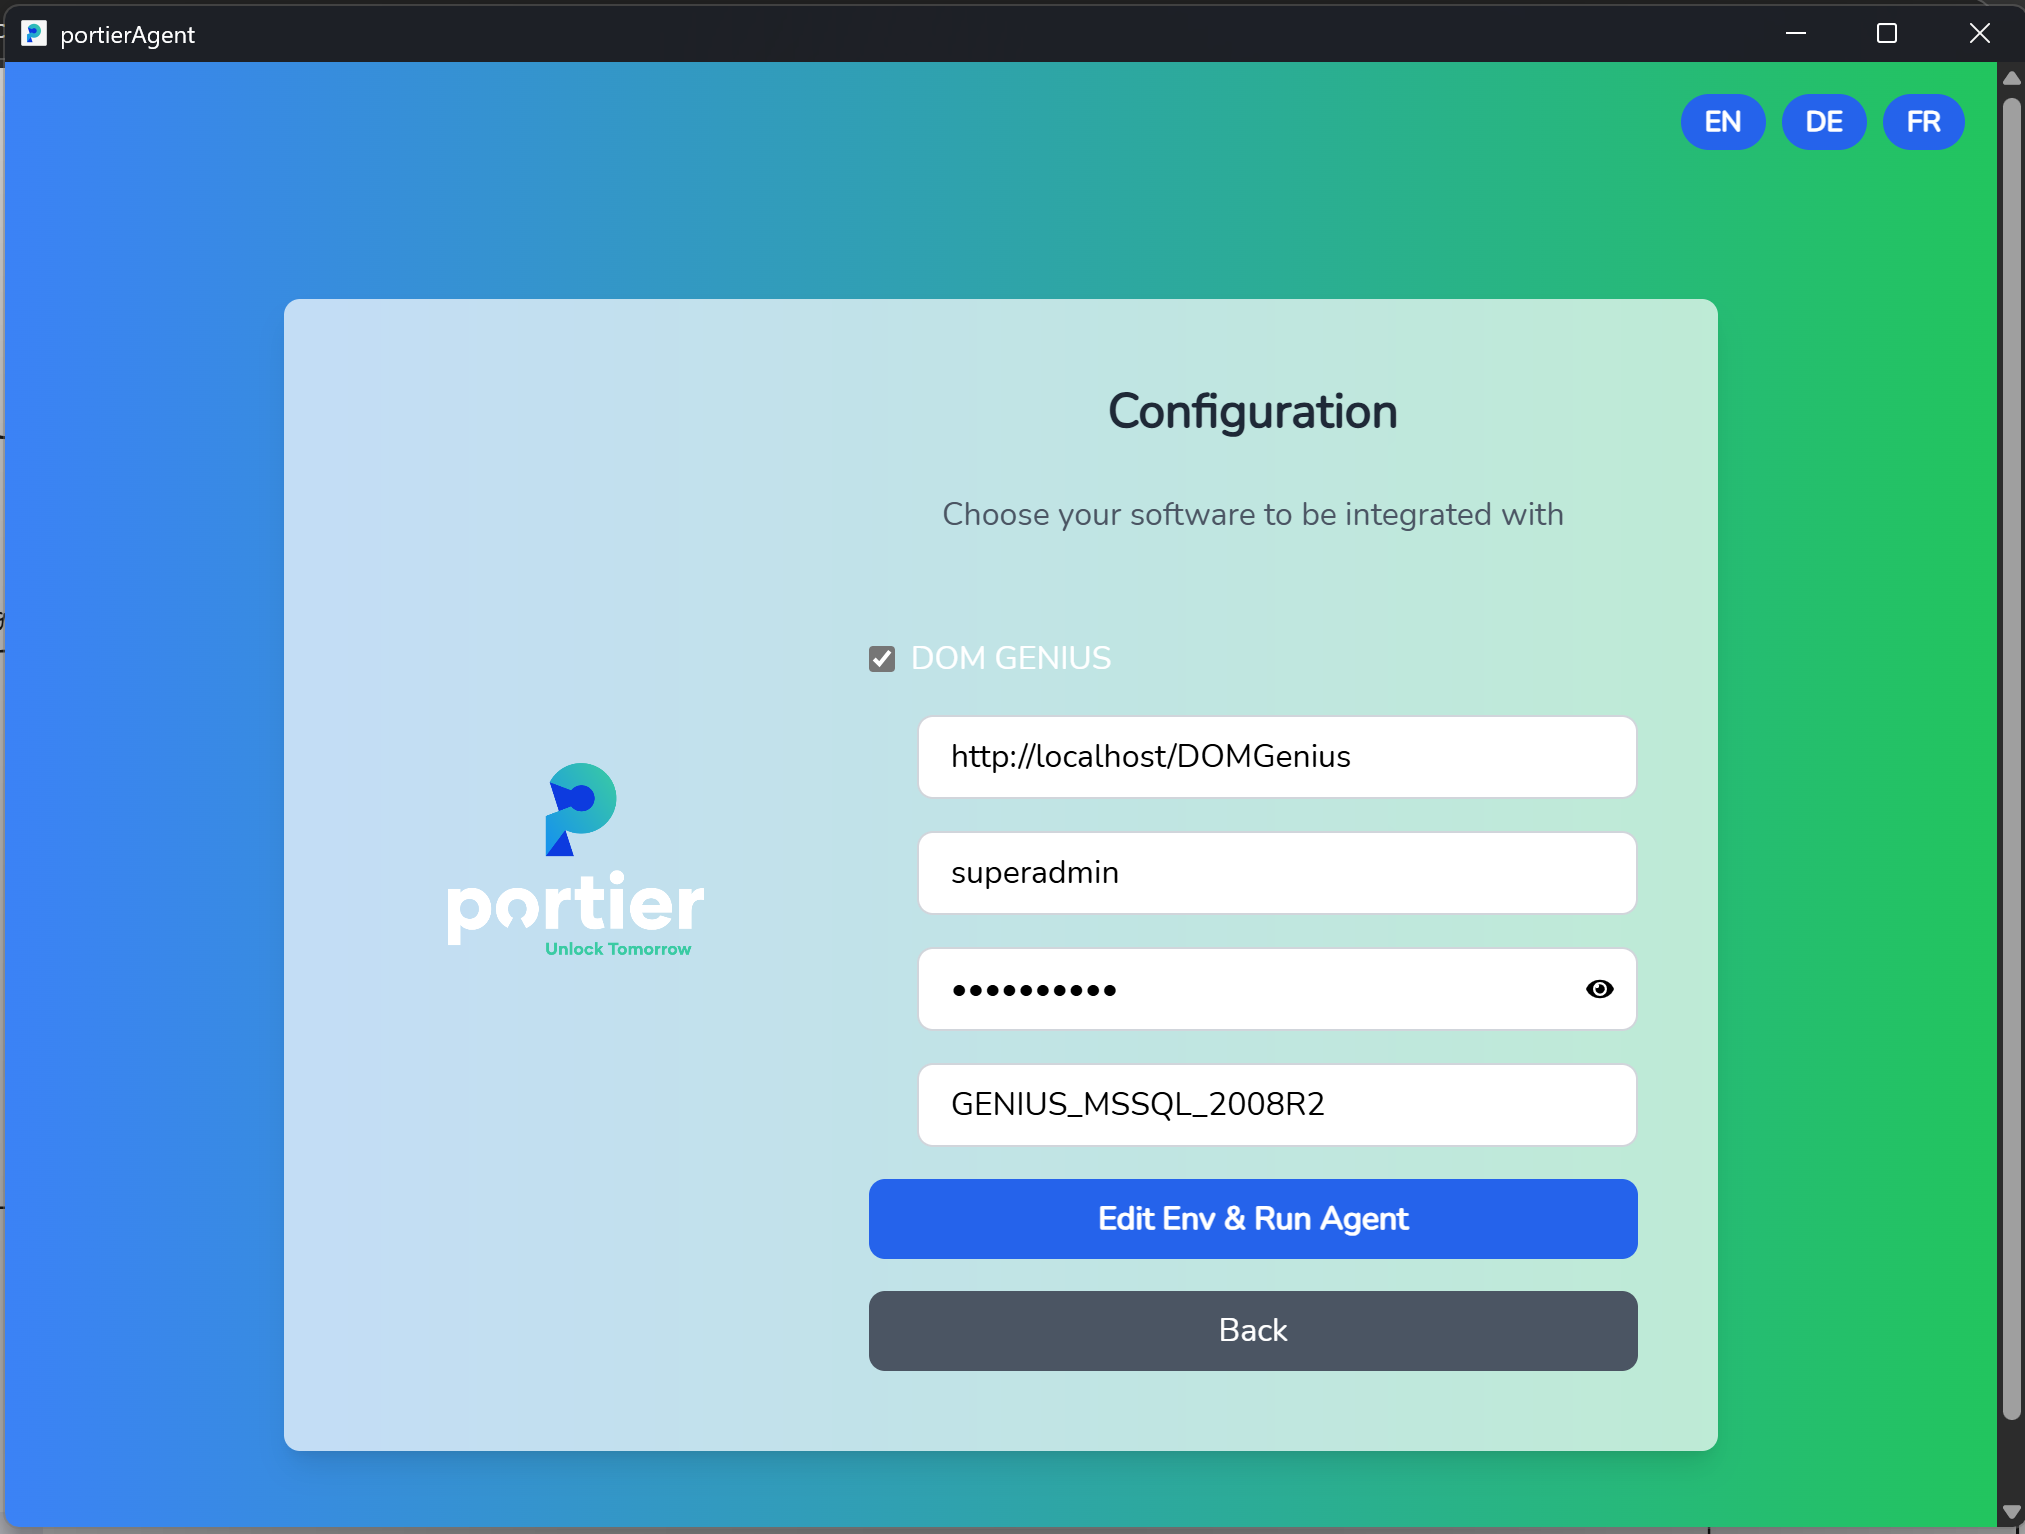 portierAgent
EN DE FR
Configuration
Choose your software to be integrated with
DOM GENIUS
http://localhost/DOMGenius
superadmin
••••••••••
GENIUS_MSSQL_2008R2
Edit Env & Run Agent
Back
portier
Unlock Tomorrow